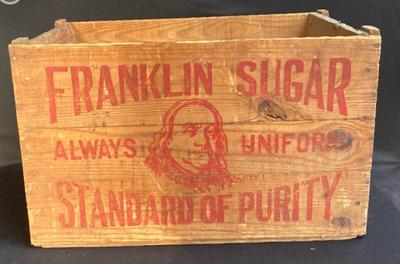 FRANKLIN SUGAR
ALWAYS UNIFORM
STANDARD OF PURITY